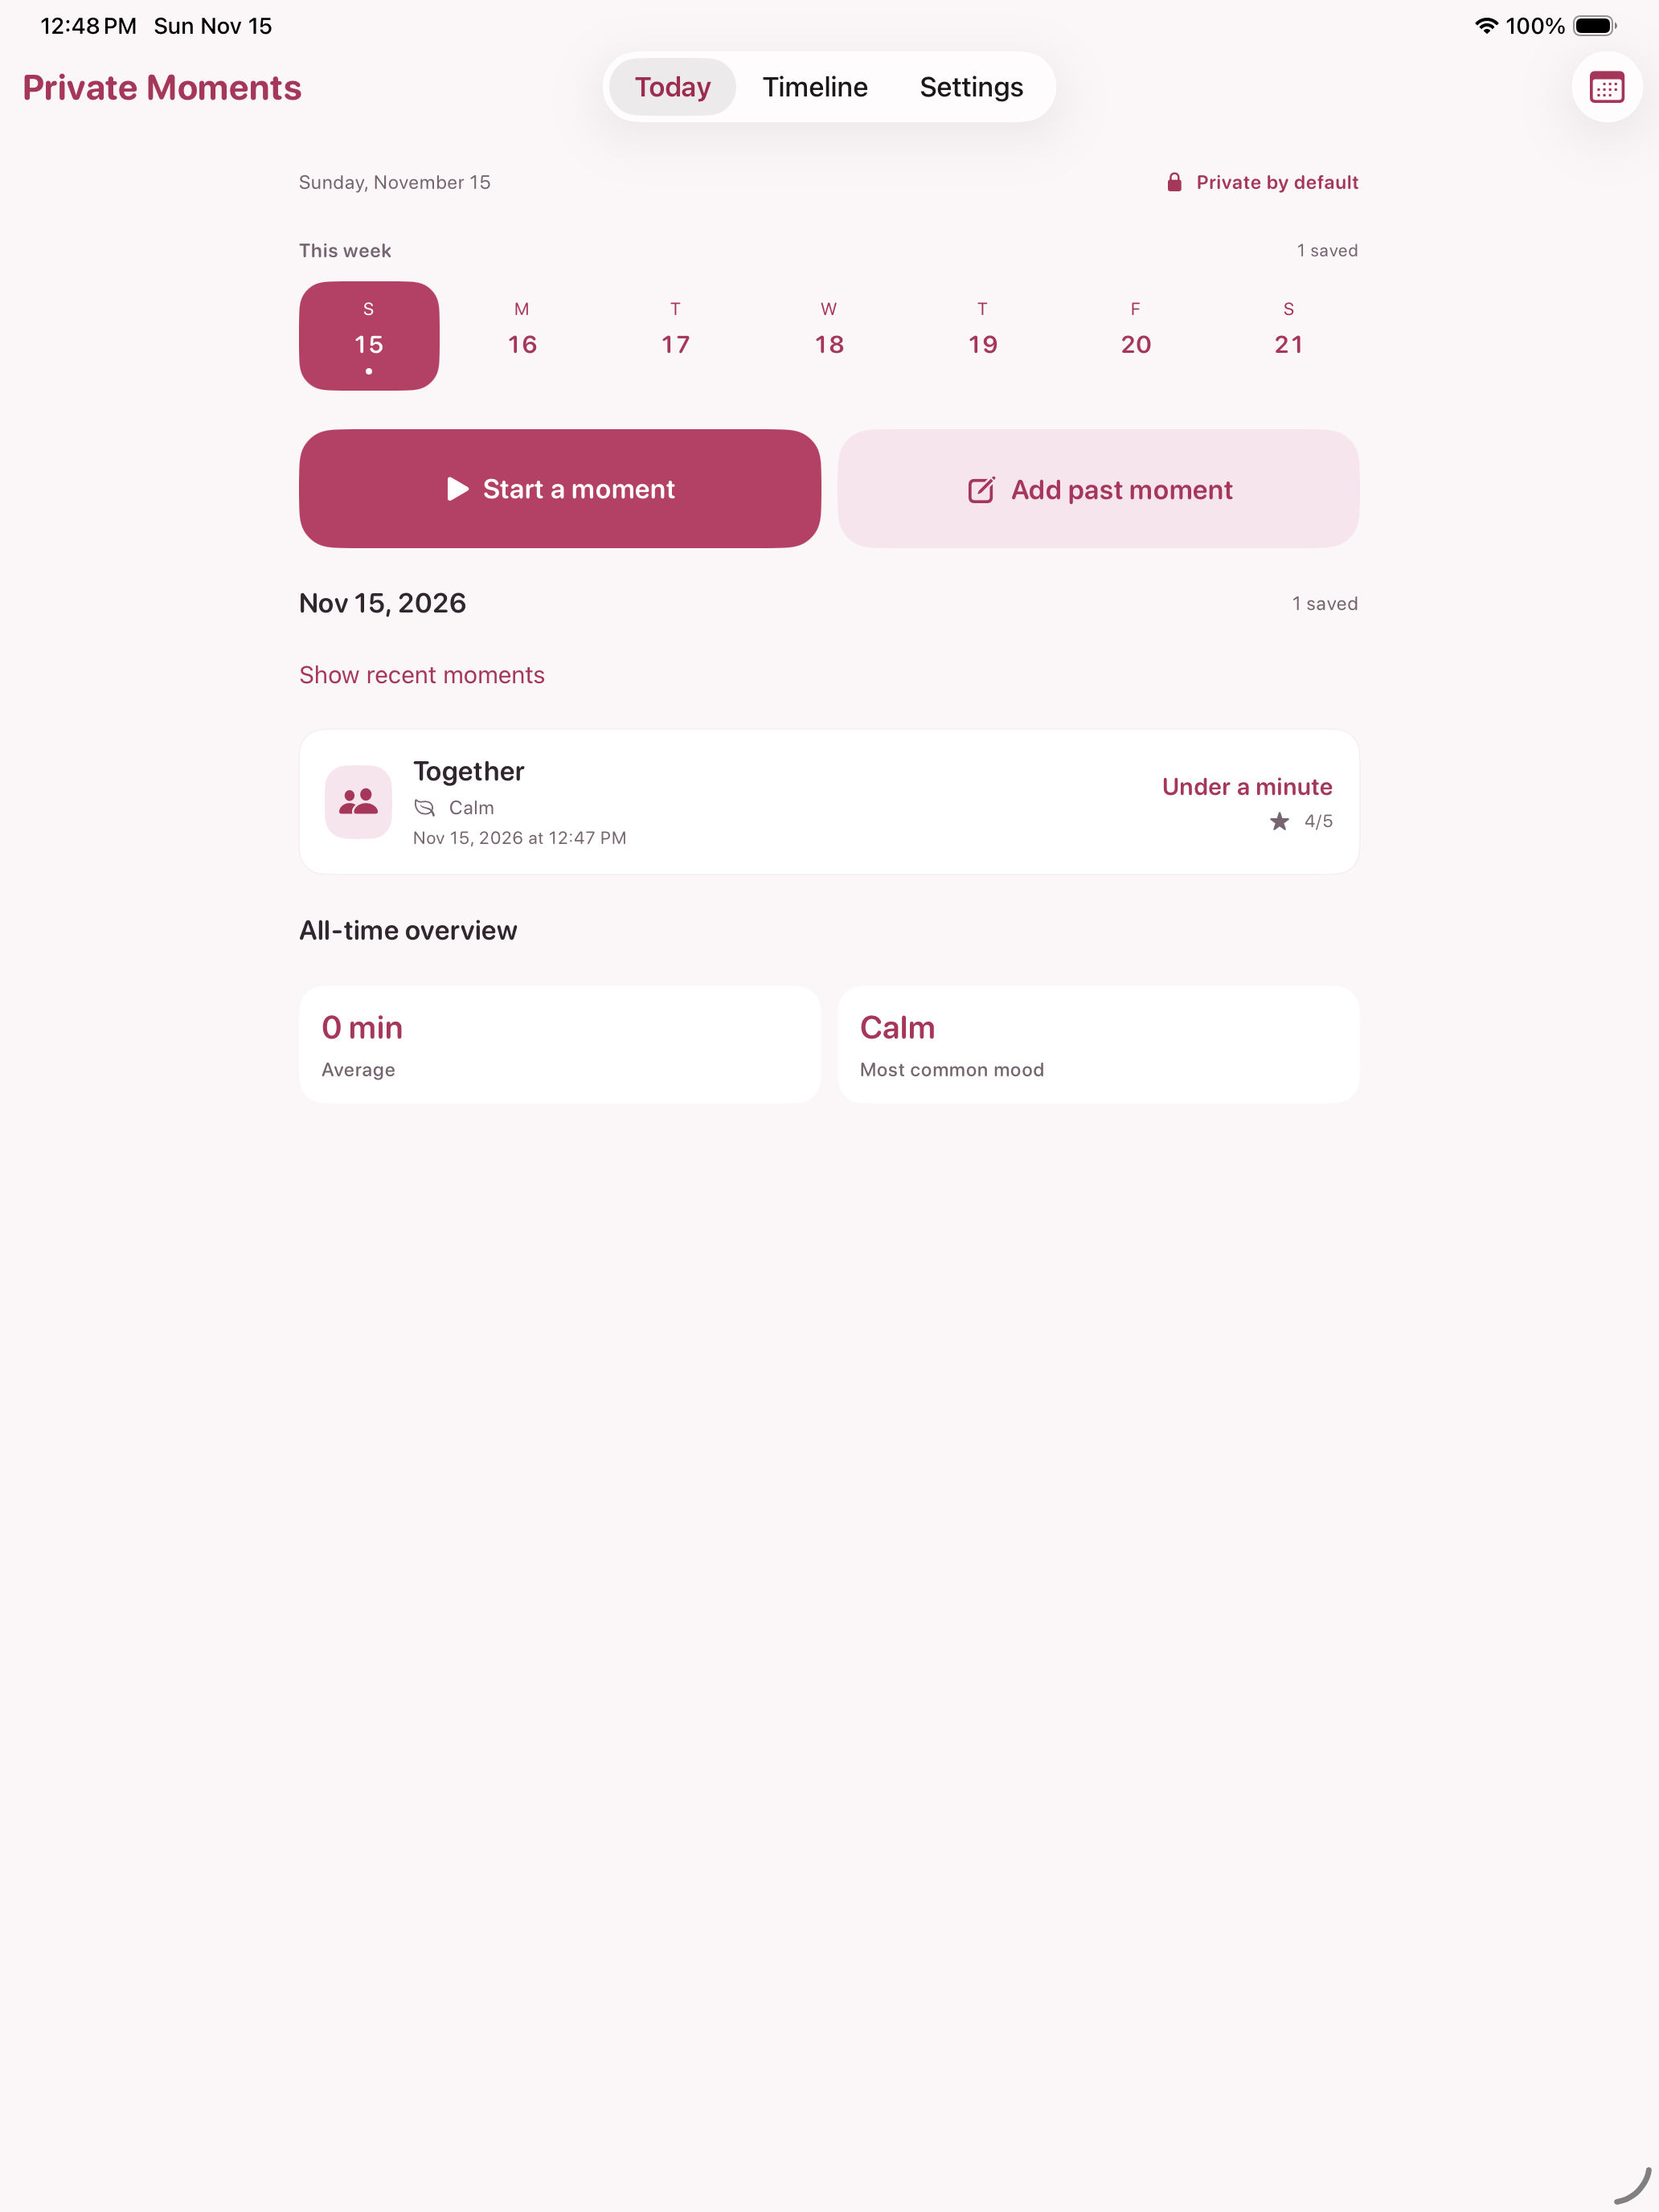 12:48 PM Sun Nov 15
100%
Private Moments
Today
Timeline
Settings
Sunday, November 15
Private by default
This week
1 saved
S M T W T F S
15 16 17 18 19 20 21
Start a moment
Add past moment
Nov 15, 2026
1 saved
Show recent moments
Together
Calm
Nov 15, 2026 at 12:47 PM
Under a minute
4/5
All-time overview
0 min
Average
Calm
Most common mood